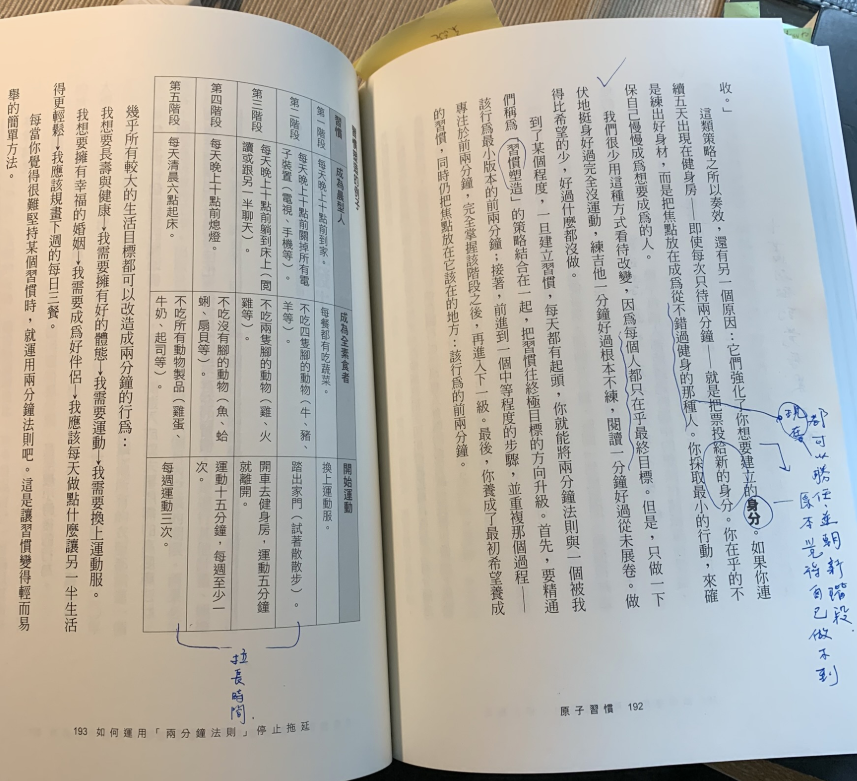 收。」
這類策略之所以奏效，還有另一個原因：它們強化了你想要建立的身分。如果你連
續五天出現在健身房——即使每次只待兩分鐘——就是把票投給新的身分。你在乎的不
是練出好身材，而是把焦點放在成為從不錯過健身的那種人。你採取最小的行動，來確
保自己慢慢成為想要成為的人。
我們很少用這種方式看待改變，因為每個人都只在乎最終目標。但是，只做一下
伏地挺身好過完全沒運動，練吉他一分鐘好過根本不練，閱讀一分鐘好過從未展卷。做
得比希望的少，好過什麼都沒做。
到了某個程度，一旦建立習慣，每天都有起頭，你就能將兩分鐘法則與一個被我
們稱為「習慣塑造」的策略結合在一起，把習慣往終極目標的方向升級。首先，要精通
該行為最小版本的前兩分鐘；接著，前進到一個中等程度的步驟，並重複那個過程——
專注於前兩分鐘，完全掌握該階段之後，再進入下一級。最後，你養成了最初希望養成
的習慣，同時仍把焦點放在它該在的地方：該行為的前兩分鐘。
原本覺得自己做不到
都可以勝任，並朝新階段.
原子習慣 192
習慣塑造的例子
習慣
成為晨型人
成為全素食者
開始運動
第一階段
每天晚上十點前到家。
每餐都有吃蔬菜。
換上運動服。
第二階段
每天晚上十點前關掉所有電
子裝置（電視、手機等）。
不吃四隻腳的動物（牛、豬、
羊等）。
踏出家門（試著散散步）。
第三階段
每天晚上十點前躺到床上（閱
讀或跟另一半聊天）。
不吃兩隻腳的動物（雞、火
雞等）。
開車去健身房，運動五分鐘
就離開。
第四階段
每天晚上十點前熄燈。
不吃沒有腳的動物（魚、蛤
蜊、扇貝等）。
運動十五分鐘，每週至少一
次。
第五階段
每天清晨六點起床。
不吃所有動物製品（雞蛋、
牛奶、起司等）。
每週運動三次。
拉長時間.
幾乎所有較大的生活目標都可以改造成兩分鐘的行為：
我想要長壽與健康→我需要擁有好的體態→我需要運動→我需要換上運動服。
我想要擁有幸福的婚姻→我需要成為好伴侶→我應該每天做點什麼讓另一半生活
得更輕鬆→我應該規畫下週的每日三餐。
每當你覺得很難堅持某個習慣時，就運用兩分鐘法則吧。這是讓習慣變得輕而易
舉的簡單方法。
193 如何運用「兩分鐘法則」停止拖延